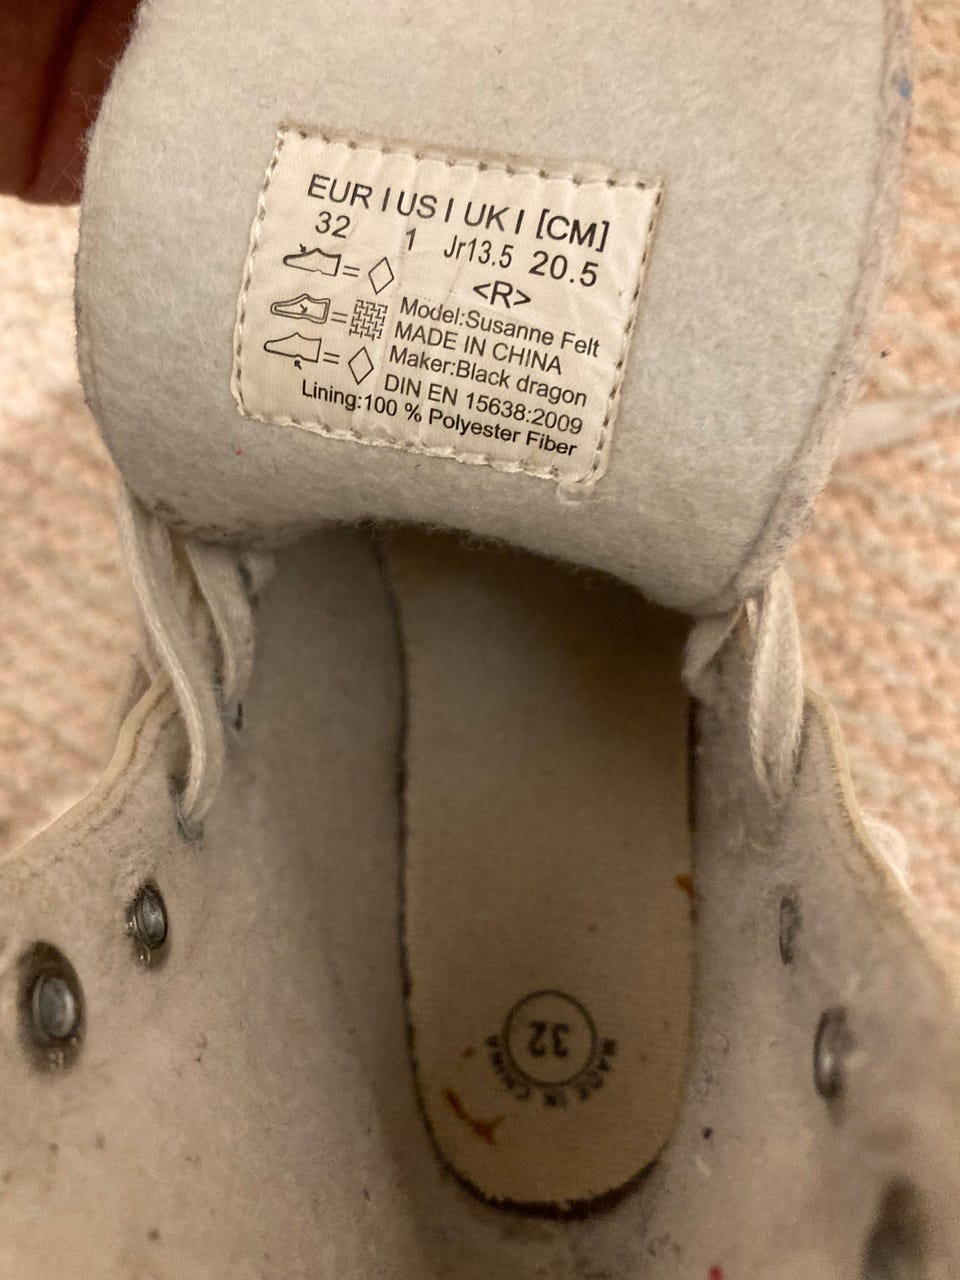 EUR | US | UK | [CM]
32 1 Jr13.5 20.5
<R>
Model:Susanne Felt
MADE IN CHINA
Maker:Black dragon
DIN EN 15638:2009
Lining:100 % Polyester Fiber
32
MADE IN CHINA